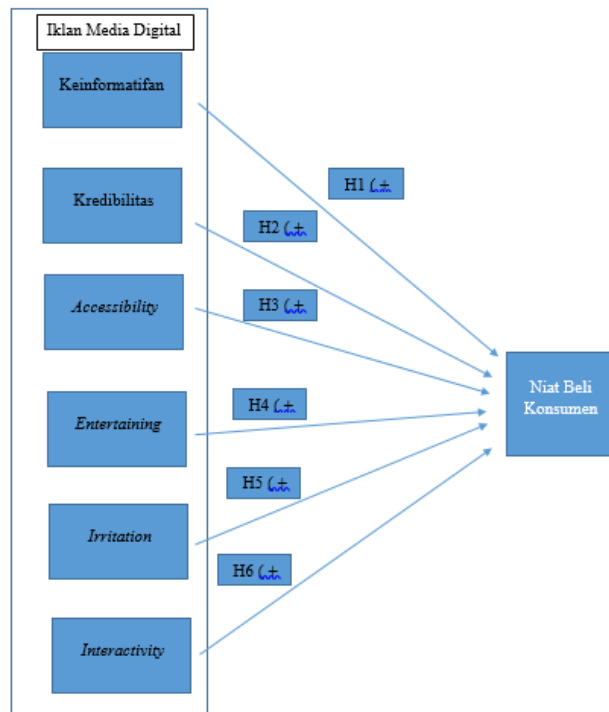 Iklan Media Digital
Keinformatifan
H1 (+
Kredibilitas
H2 (+
Accessibility
H3 (+
Niat Beli
Konsumen
H4 (+
Entertaining
H5 (+
Irritation
H6 (+
Interactivity